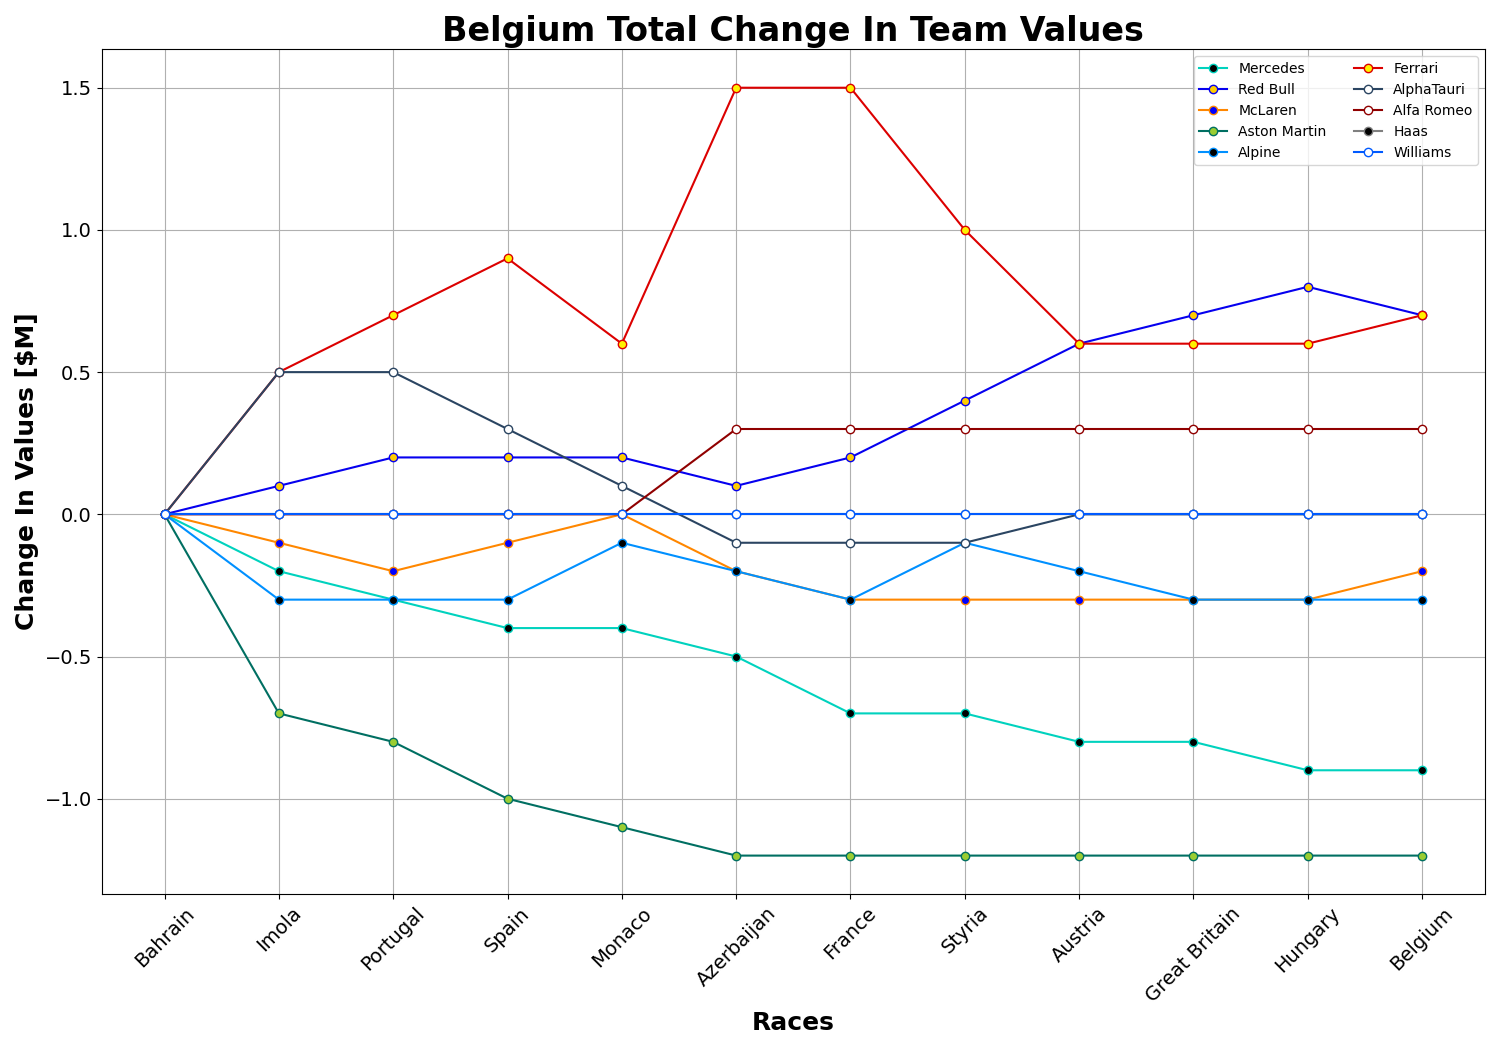 Belgium Total Change In Team Values
Mercedes
Red Bull
McLaren
Aston Martin
Alpine
Ferrari
AlphaTauri
Alfa Romeo
Haas
Williams
Change In Values [$M]
1.5
1.0
0.5
0.0
−0.5
−1.0
Bahrain
Imola
Portugal
Spain
Monaco
Azerbaijan
France
Styria
Austria
Great Britain
Hungary
Belgium
Races